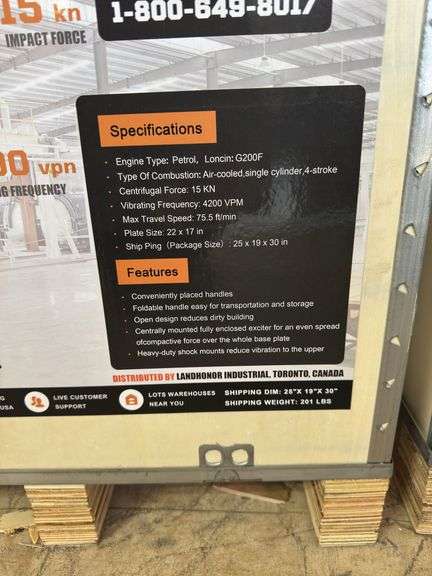 15 kn
IMPACT FORCE
1-800-649-8017
00 vpn
G FREQUENCY
Specifications
· Engine Type: Petrol, Loncin: G200F
· Type Of Combustion: Air-cooled,single cylinder,4-stroke
· Centrifugal Force: 15 KN
· Vibrating Frequency: 4200 VPM
· Max Travel Speed: 75.5 ft/min
· Plate Size: 22 x 17 in
· Ship Ping (Package Size) : 25 x 19 x 30 in
Features
· Conveniently placed handles
· Foldable handle easy for transportation and storage
· Open design reduces dirty building
· Centrally mounted fully enclosed exciter for an even spread
ofcompactive force over the whole base plate
· Heavy-duty shock mounts reduce vibration to the upper
DISTRIBUTED BY LANDHONOR INDUSTRIAL, TORONTO, CANADA
G
USA
LIVE CUSTOMER
SUPPORT
LOTS WAREHOUSES
NEAR YOU
SHIPPING DIM: 25"X 19"X 30"
SHIPPING WEIGHT: 201 LBS